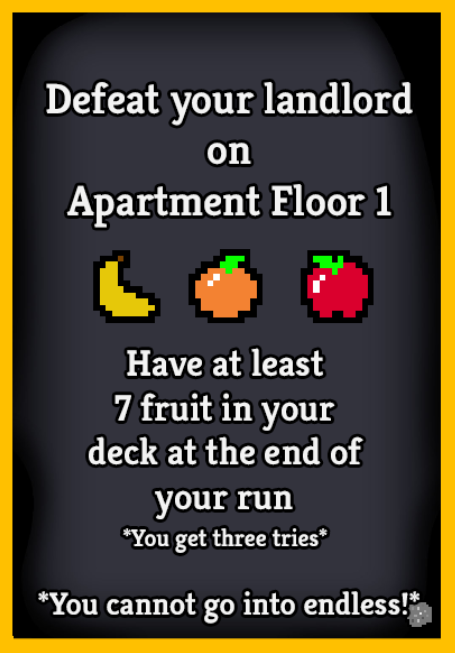 Defeat your landlord
on
Apartment Floor 1
Have at least
7 fruit in your
deck at the end of
your run
*You get three tries*
*You cannot go into endless!*